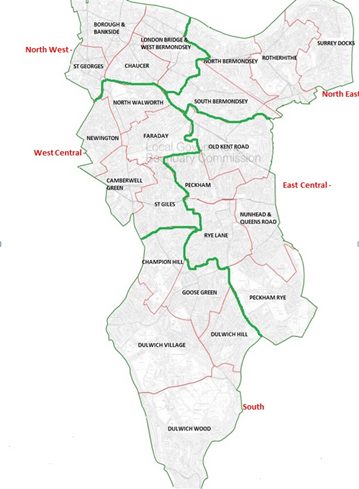 BOROUGH &
BANKSIDE
LONDON BRIDGE &
WEST BERMONDSEY
SURREY DOCKS
North West -
NORTH BERMONDSEY
ROTHERHITHE
ST GEORGES
CHAUCER
North East
NORTH WALWORTH
SOUTH BERMONDSEY
NEWINGTON
FARADAY
OLD KENT ROAD
Local Government
Boundary Commission
West Central -
CAMBERWELL
GREEN
PECKHAM
East Central -
ST GILES
NUNHEAD &
QUEENS ROAD
RYE LANE
CHAMPION HILL
GOOSE GREEN
PECKHAM RYE
DULWICH VILLAGE
DULWICH HILL
South
DULWICH WOOD